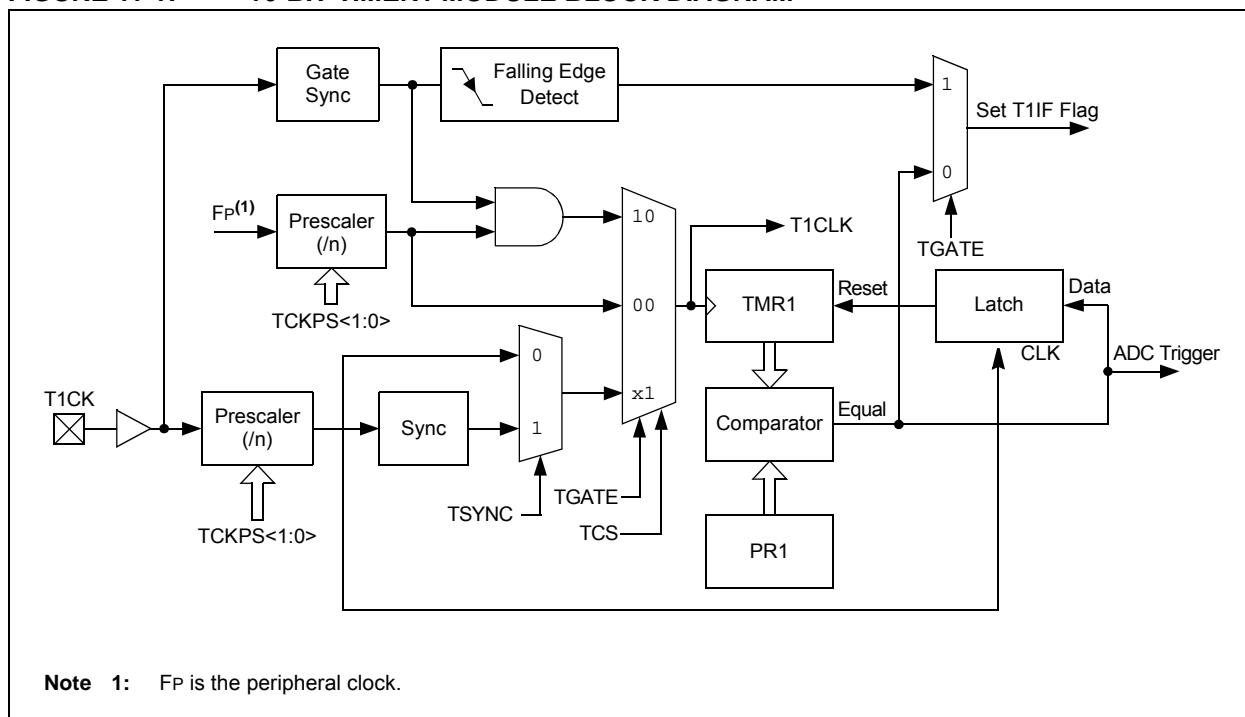 Gate
Sync
Falling Edge
Detect
1
Set T1IF Flag
0
TGATE
FP(1)
Prescaler
(/n)
TCKPS<1:0>
10
00
x1
T1CLK
TMR1
Reset
Latch
Data
CLK
ADC Trigger
0
1
T1CK
Prescaler
(/n)
TCKPS<1:0>
Sync
TSYNC
TGATE
TCS
Comparator
Equal
PR1
Note 1: FP is the peripheral clock.